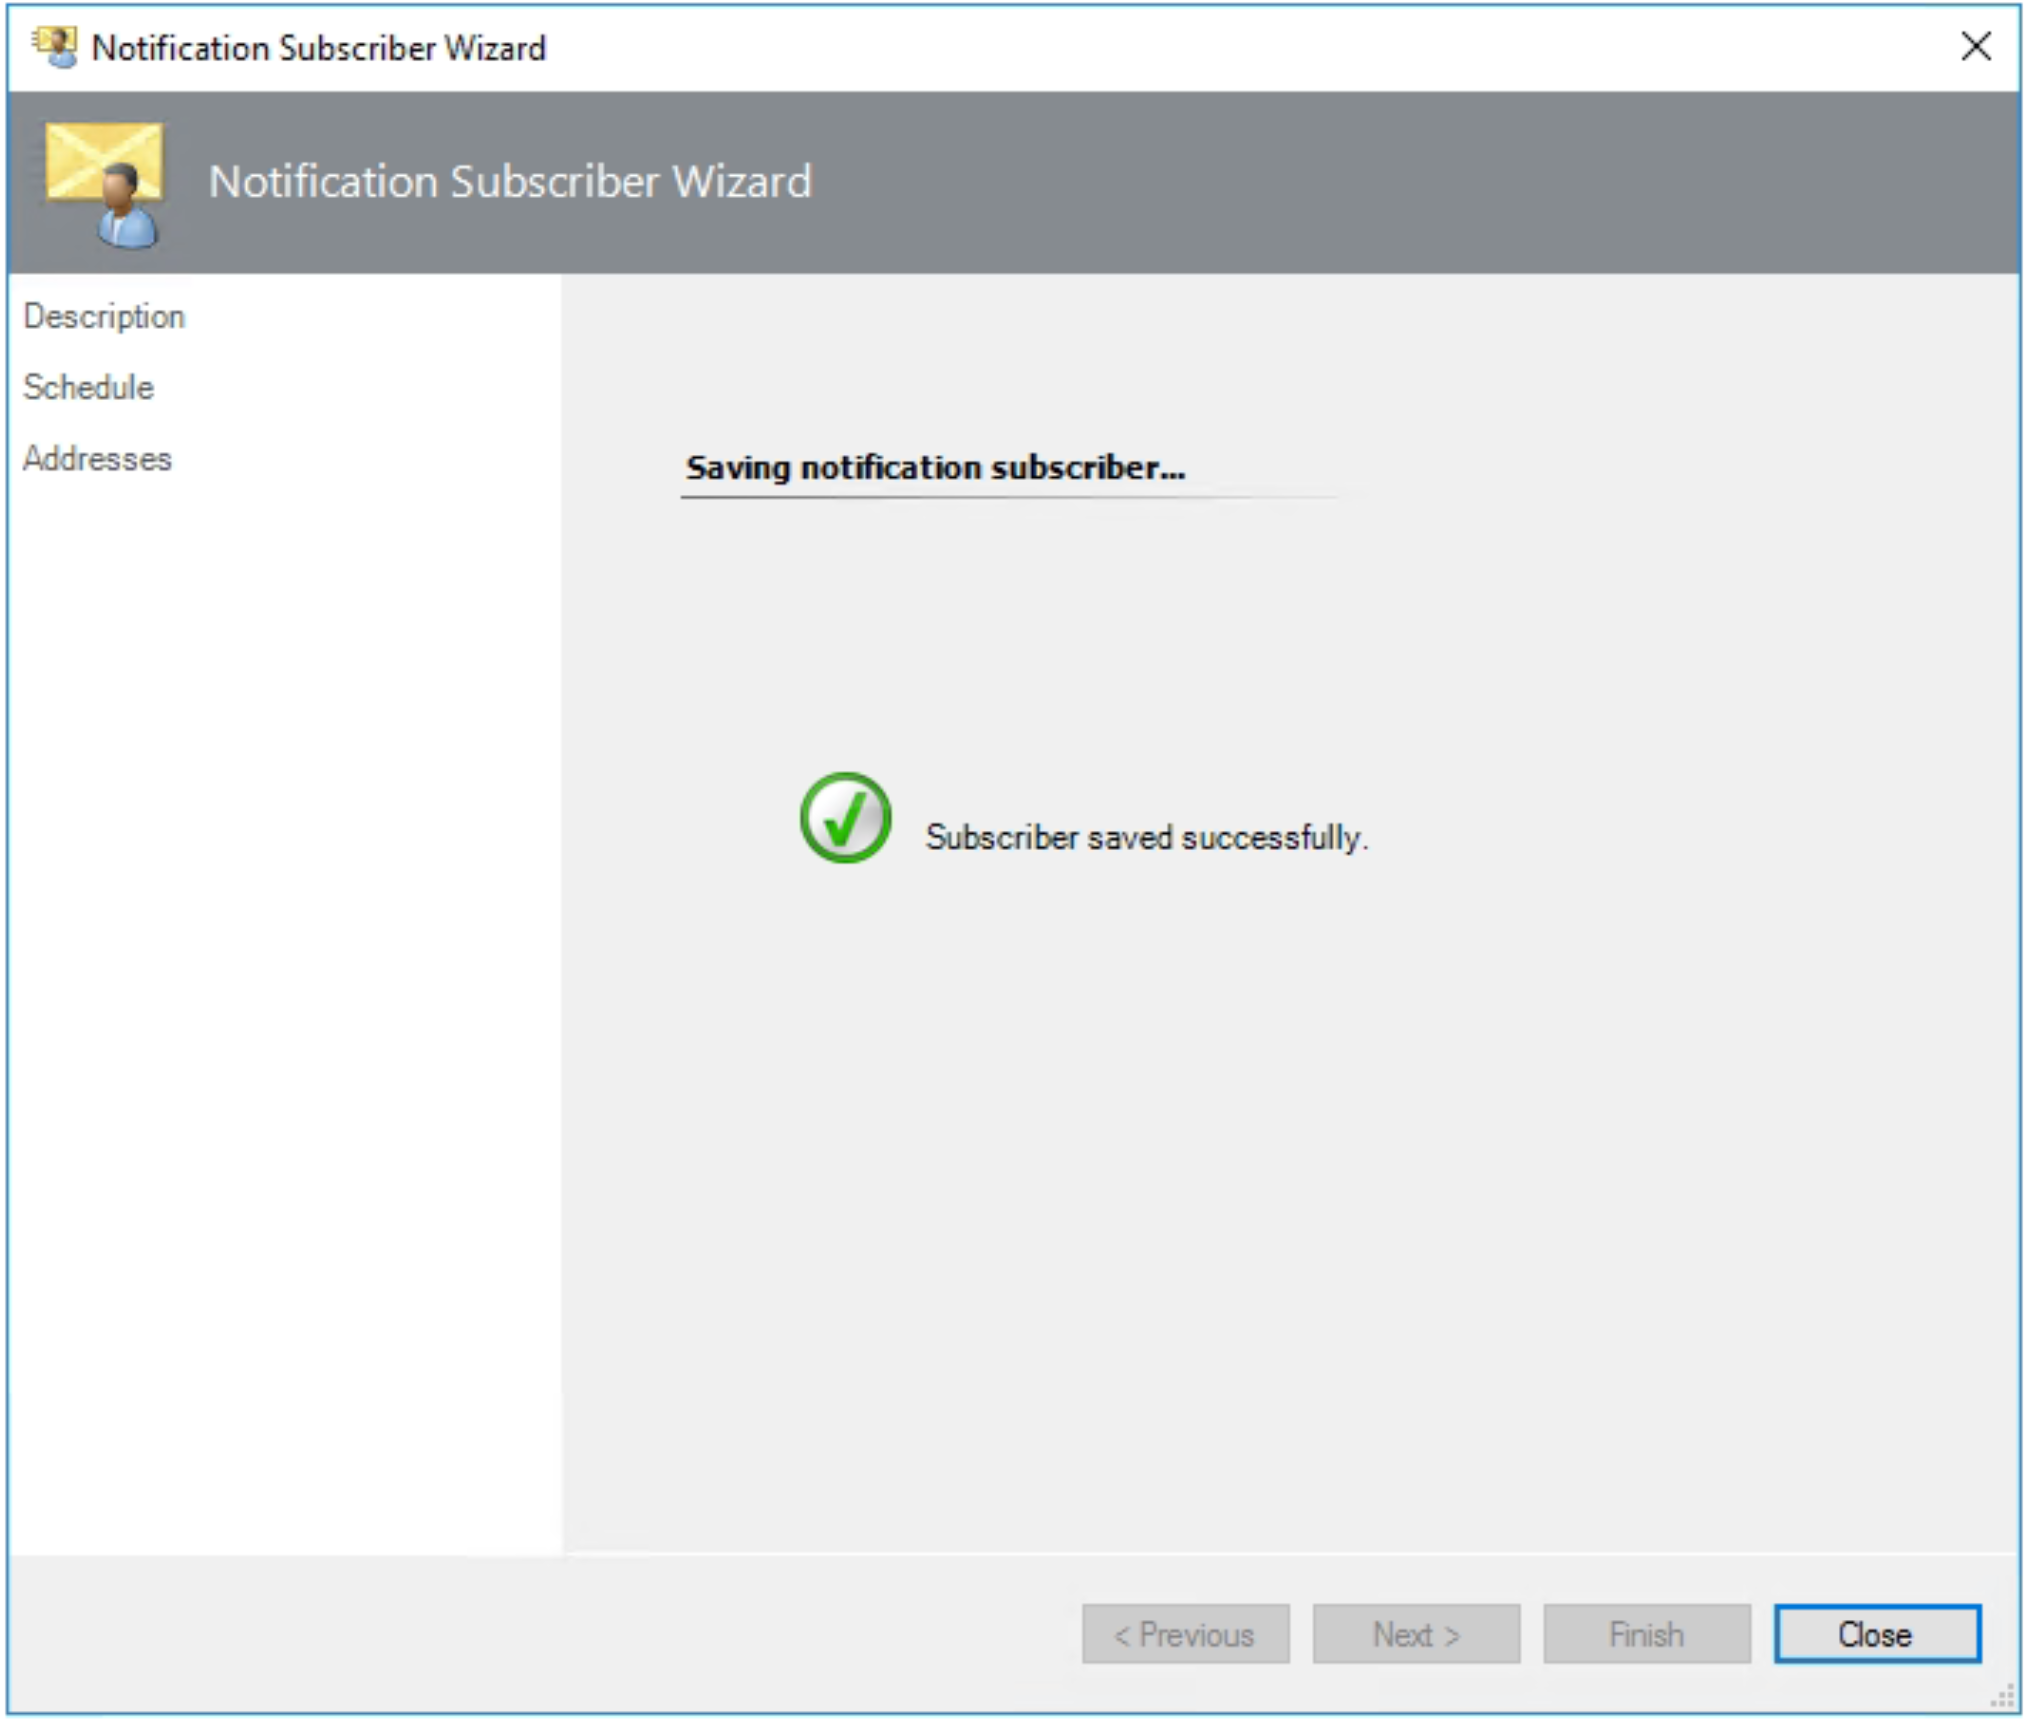 Notification Subscriber Wizard
Notification Subscriber Wizard
Description
Schedule
Addresses
Saving notification subscriber...
Subscriber saved successfully.
< Previous
Next >
Finish
Close